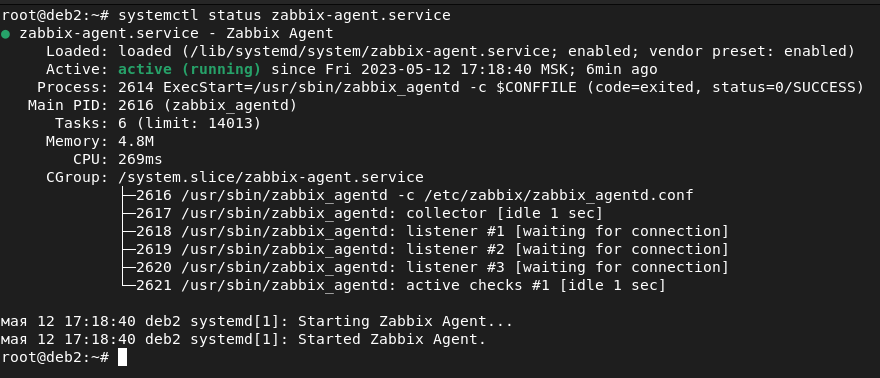 root@deb2:~# systemctl status zabbix-agent.service
● zabbix-agent.service - Zabbix Agent
     Loaded: loaded (/lib/systemd/system/zabbix-agent.service; enabled; vendor preset: enabled)
     Active: active (running) since Fri 2023-05-12 17:18:40 MSK; 6min ago
    Process: 2614 ExecStart=/usr/sbin/zabbix_agentd -c $CONFFILE (code=exited, status=0/SUCCESS)
   Main PID: 2616 (zabbix_agentd)
      Tasks: 6 (limit: 14013)
     Memory: 4.8M
        CPU: 269ms
     CGroup: /system.slice/zabbix-agent.service
             ├─2616 /usr/sbin/zabbix_agentd -c /etc/zabbix/zabbix_agentd.conf
             ├─2617 /usr/sbin/zabbix_agentd: collector [idle 1 sec]
             ├─2618 /usr/sbin/zabbix_agentd: listener #1 [waiting for connection]
             ├─2619 /usr/sbin/zabbix_agentd: listener #2 [waiting for connection]
             ├─2620 /usr/sbin/zabbix_agentd: listener #3 [waiting for connection]
             └─2621 /usr/sbin/zabbix_agentd: active checks #1 [idle 1 sec]

мая 12 17:18:40 deb2 systemd[1]: Starting Zabbix Agent...
мая 12 17:18:40 deb2 systemd[1]: Started Zabbix Agent.
root@deb2:~#